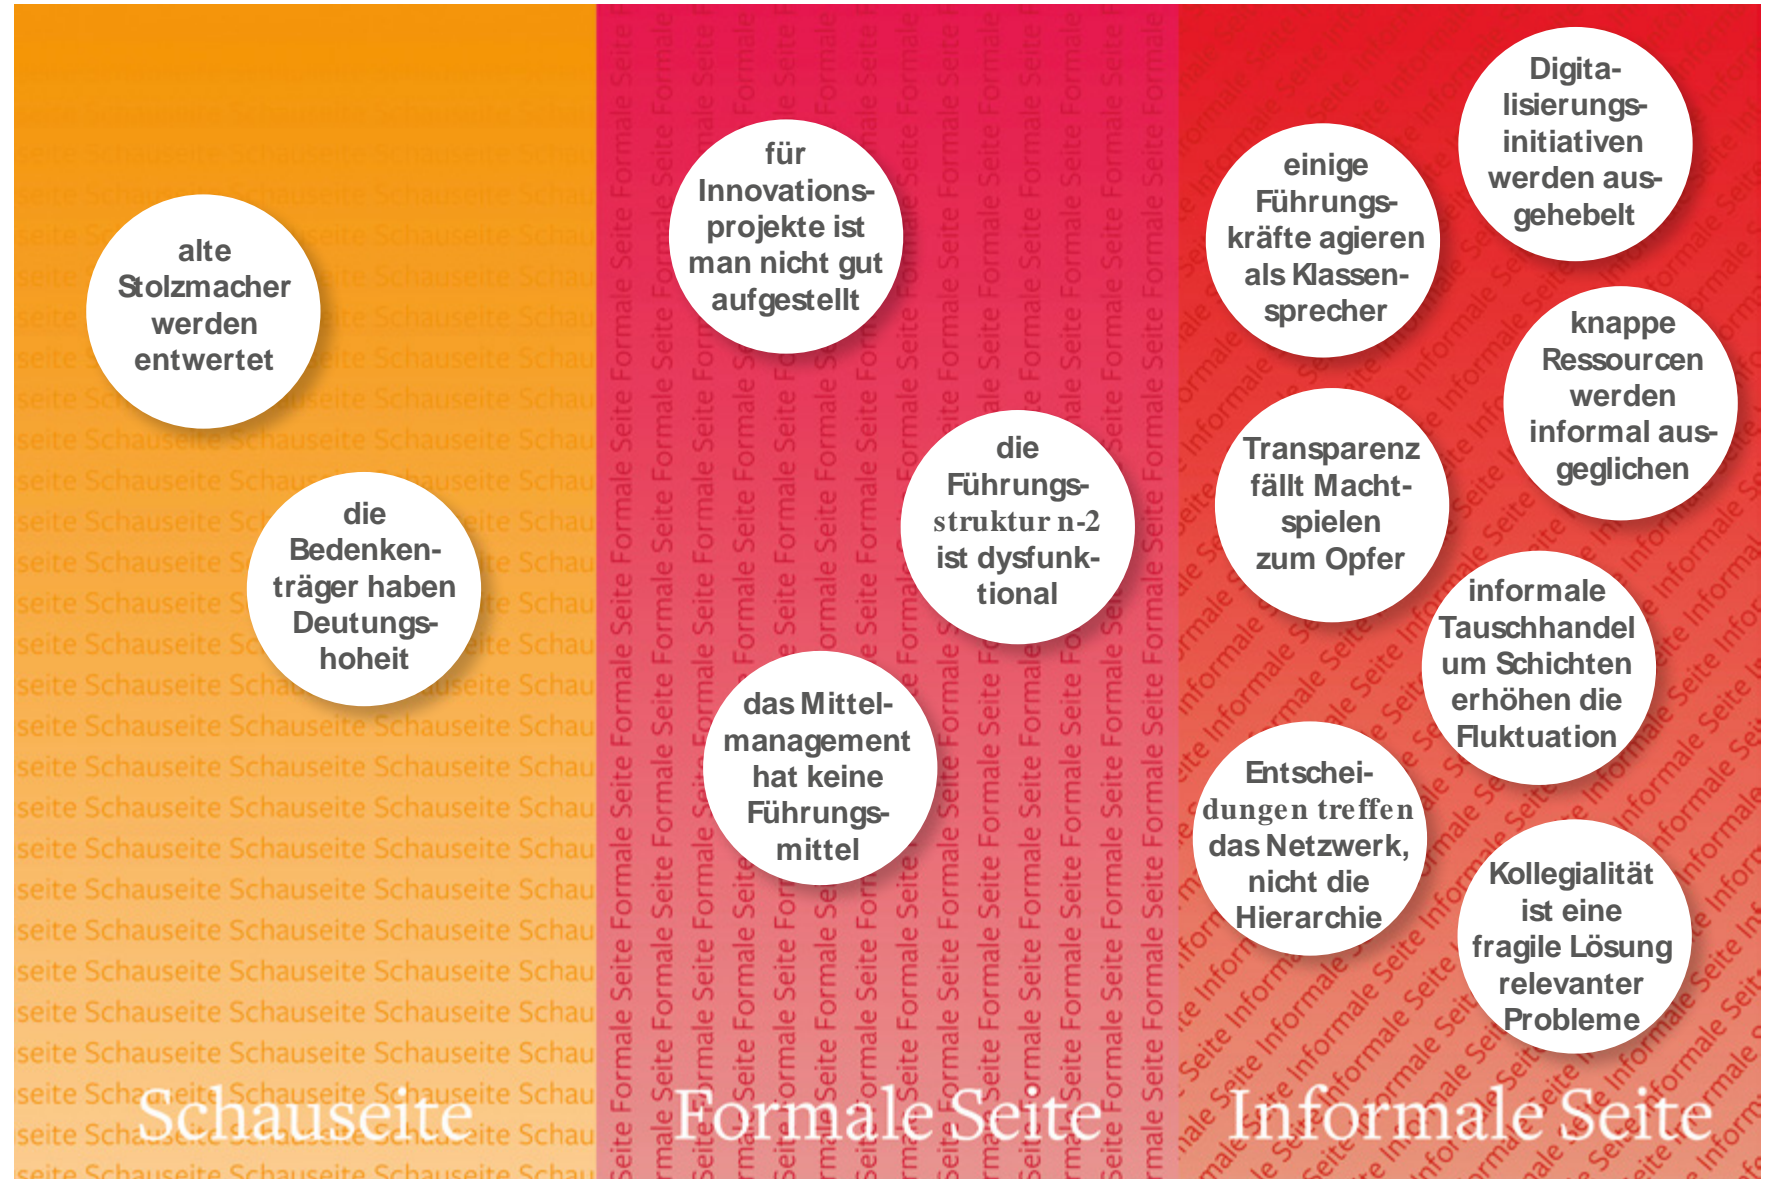 alte
Stolzmacher
werden
entwertet
die
Bedenken-
träger haben
Deutungs-
hoheit
Schauseite
für
Innovations-
projekte ist
man nicht gut
aufgestellt
die
Führungs-
struktur n-2
ist dysfunk-
tional
das Mittel-
management
hat keine
Führungs-
mittel
Formale Seite
einige
Führungs-
kräfte agieren
als Klassen-
sprecher
Digita-
lisierungs-
initiativen
werden aus-
gehebelt
knappe
Ressourcen
werden
informal aus-
geglichen
Transparenz
fällt Macht-
spielen
zum Opfer
informale
Tauschhandel
um Schichten
erhöhen die
Fluktuation
Entschei-
dungen treffen
das Netzwerk,
nicht die
Hierarchie
Kollegialität
ist eine
fragile Lösung
relevanter
Probleme
Informale Seite